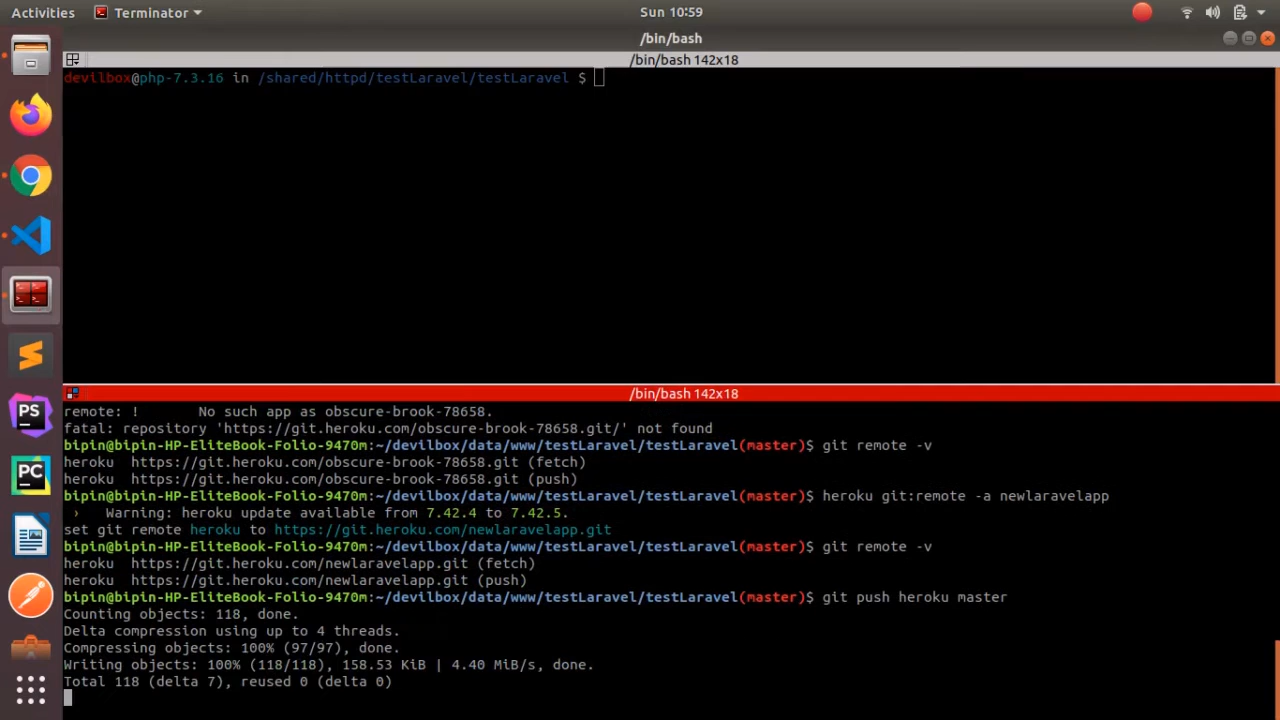 Activities
Terminator
Sun 10:59
/bin/bash
/bin/bash 142x18
devilbox@php-7.3.16 in /shared/httpd/testLaravel/testLaravel $
/bin/bash 142x18
remote: !       No such app as obscure-brook-78658.
fatal: repository 'https://git.heroku.com/obscure-brook-78658.git/' not found
bipin@bipin-HP-EliteBook-Folio-9470m:~/devilbox/data/www/testLaravel/testLaravel(master)$ git remote -v
heroku  https://git.heroku.com/obscure-brook-78658.git (fetch)
heroku  https://git.heroku.com/obscure-brook-78658.git (push)
bipin@bipin-HP-EliteBook-Folio-9470m:~/devilbox/data/www/testLaravel/testLaravel(master)$ heroku git:remote -a newlaravelapp
 ›   Warning: heroku update available from 7.42.4 to 7.42.5.
set git remote heroku to https://git.heroku.com/newlaravelapp.git
bipin@bipin-HP-EliteBook-Folio-9470m:~/devilbox/data/www/testLaravel/testLaravel(master)$ git remote -v
heroku  https://git.heroku.com/newlaravelapp.git (fetch)
heroku  https://git.heroku.com/newlaravelapp.git (push)
bipin@bipin-HP-EliteBook-Folio-9470m:~/devilbox/data/www/testLaravel/testLaravel(master)$ git push heroku master
Counting objects: 118, done.
Delta compression using up to 4 threads.
Compressing objects: 100% (97/97), done.
Writing objects: 100% (118/118), 158.53 KiB | 4.40 MiB/s, done.
Total 118 (delta 7), reused 0 (delta 0)
PS
PC